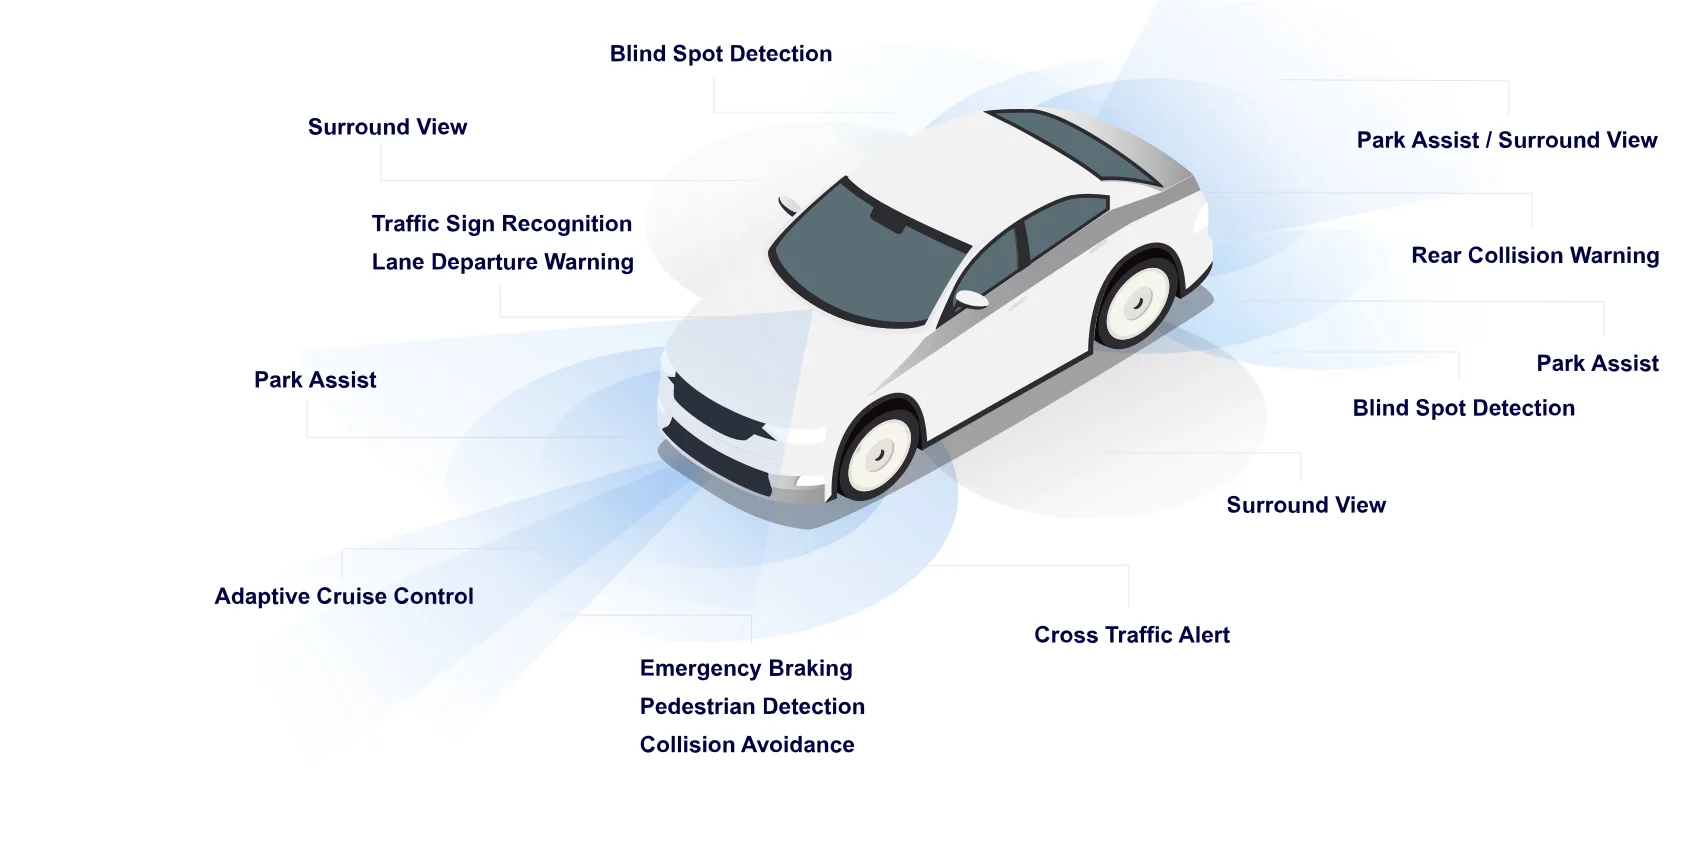 Blind Spot Detection
Surround View
Park Assist / Surround View
Traffic Sign Recognition
Lane Departure Warning
Rear Collision Warning
Park Assist
Park Assist
Blind Spot Detection
Surround View
Adaptive Cruise Control
Cross Traffic Alert
Emergency Braking
Pedestrian Detection
Collision Avoidance